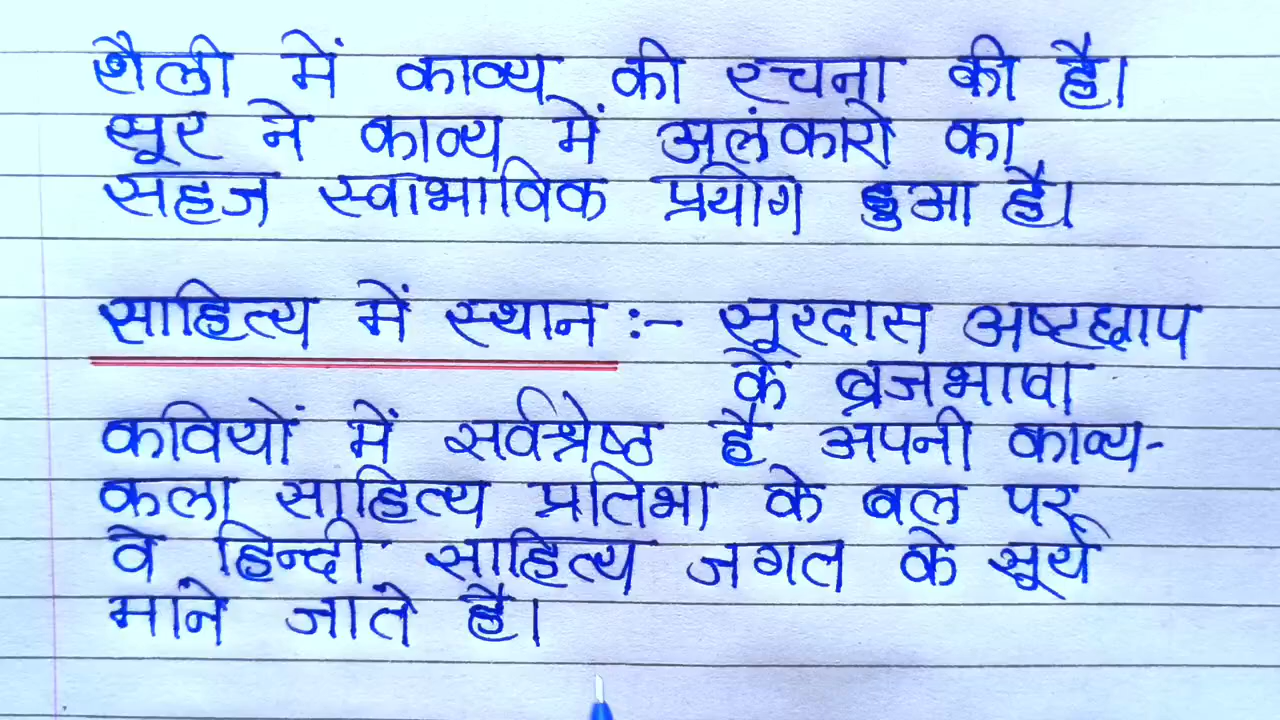 शैली में काव्य की रचना की है।
सूर ने काव्य में अलंकारो का
सहज स्वाभाविक प्रयोग हुआ है।
साहित्य में स्थान :- सूरदास अष्टछाप
के ब्रजभाषा
कवियों में सर्वश्रेष्ठ है अपनी काव्य-
कला साहित्य प्रतिभा के बल पर
वे हिन्दी साहित्य जगत के सूर्य
माने जाते है।